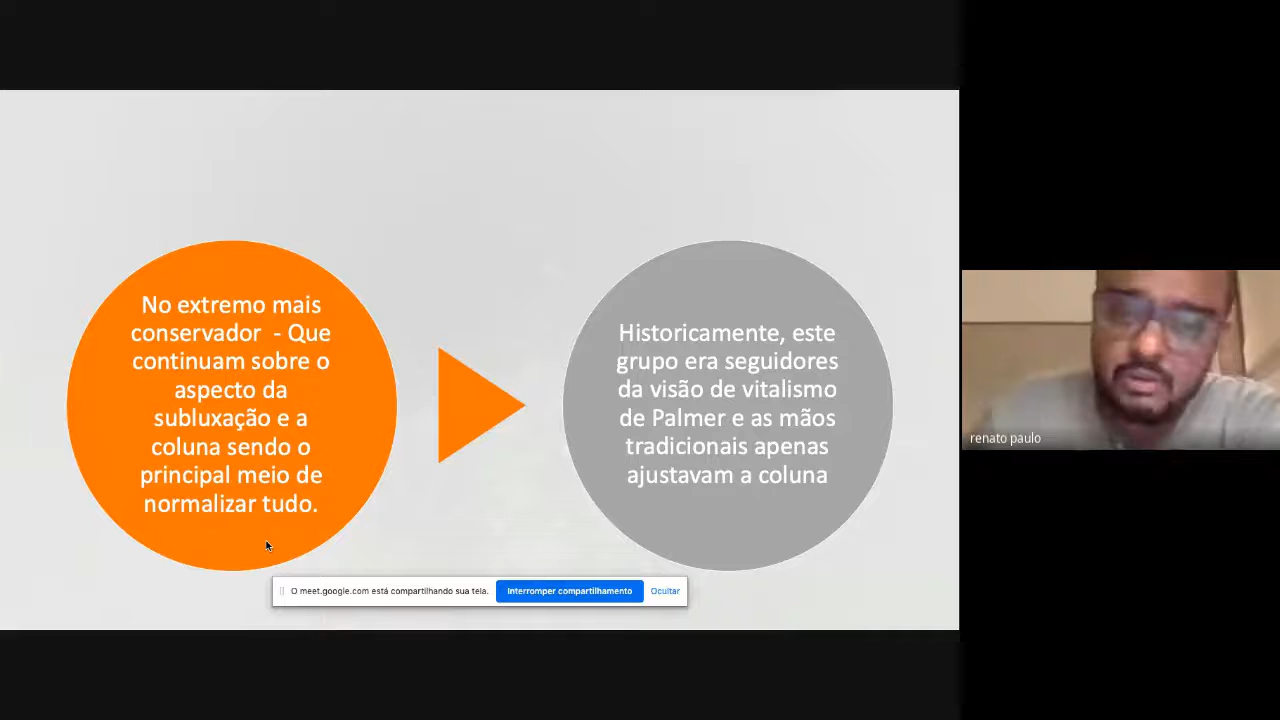 No extremo mais
conservador - Que
continuam sobre o
aspecto da
subluxação e a
coluna sendo o
principal meio de
normalizar tudo.
Historicamente, este
grupo era seguidores
da visão de vitalismo
de Palmer e as mãos
tradicionais apenas
ajustavam a coluna
O meet.google.com está compartilhando sua tela. Interromper compartilhamento Ocultar
renato paulo